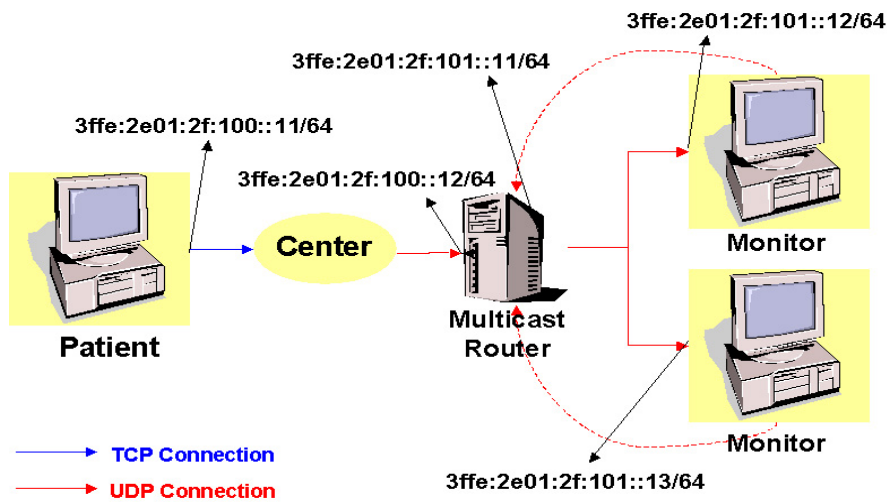 3ffe:2e01:2f:101::12/64
3ffe:2e01:2f:101::11/64
3ffe:2e01:2f:100::11/64
3ffe:2e01:2f:100::12/64
Center
Monitor
Multicast
Router
Patient
Monitor
TCP Connection
3ffe:2e01:2f:101::13/64
UDP Connection